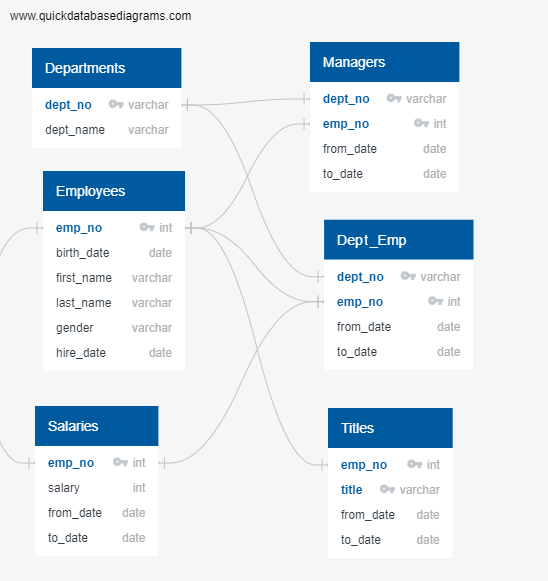 www.quickdatabasediagrams.com
Departments
dept_no varchar
dept_name varchar
Managers
dept_no varchar
emp_no int
from_date date
to_date date
Employees
emp_no int
birth_date date
first_name varchar
last_name varchar
gender varchar
hire_date date
Dept_Emp
dept_no varchar
emp_no int
from_date date
to_date date
Salaries
emp_no int
salary int
from_date date
to_date date
Titles
emp_no int
title varchar
from_date date
to_date date